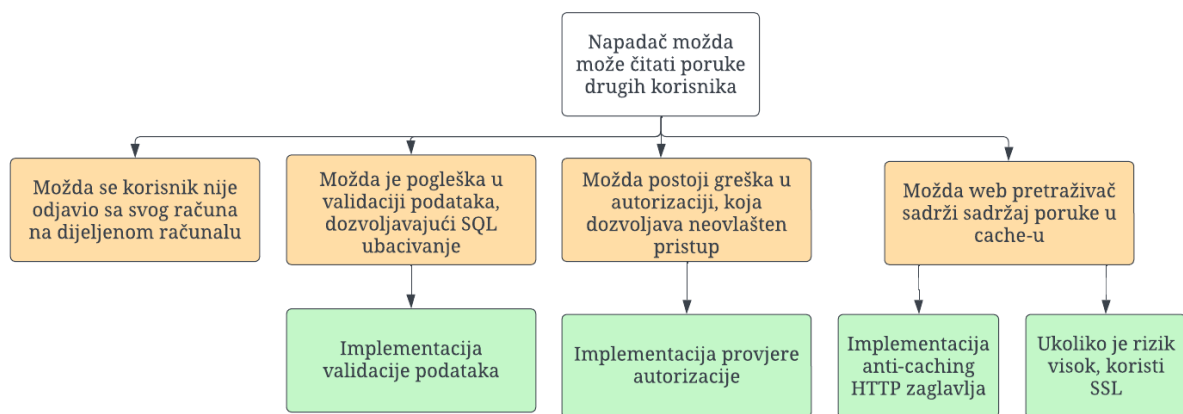 Napadač možda
može čitati poruke
drugih korisnika
Možda se korisnik nije
odjavio sa svog računa
na dijeljenom računalu
Možda je pogleška u
validaciji podataka,
dozvoljavajući SQL
ubacivanje
Možda postoji greška u
autorizaciji, koja
dozvoljava neovlašten
pristup
Možda web pretraživač
sadrži sadržaj poruke u
cache-u
Implementacija
validacije podataka
Implementacija provjere
autorizacije
Implementacija
anti-caching
HTTP zaglavlja
Ukoliko je rizik
visok, koristi
SSL